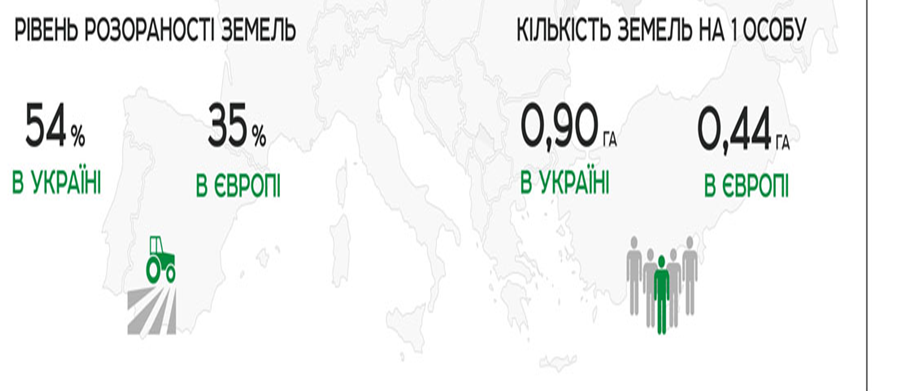 РІВЕНЬ РОЗОРАНОСТІ ЗЕМЕЛЬ
54 %
В УКРАЇНІ
35 %
В ЄВРОПІ
КІЛЬКІСТЬ ЗЕМЕЛЬ НА 1 ОСОБУ
0,90 ГА
В УКРАЇНІ
0,44 ГА
В ЄВРОПІ